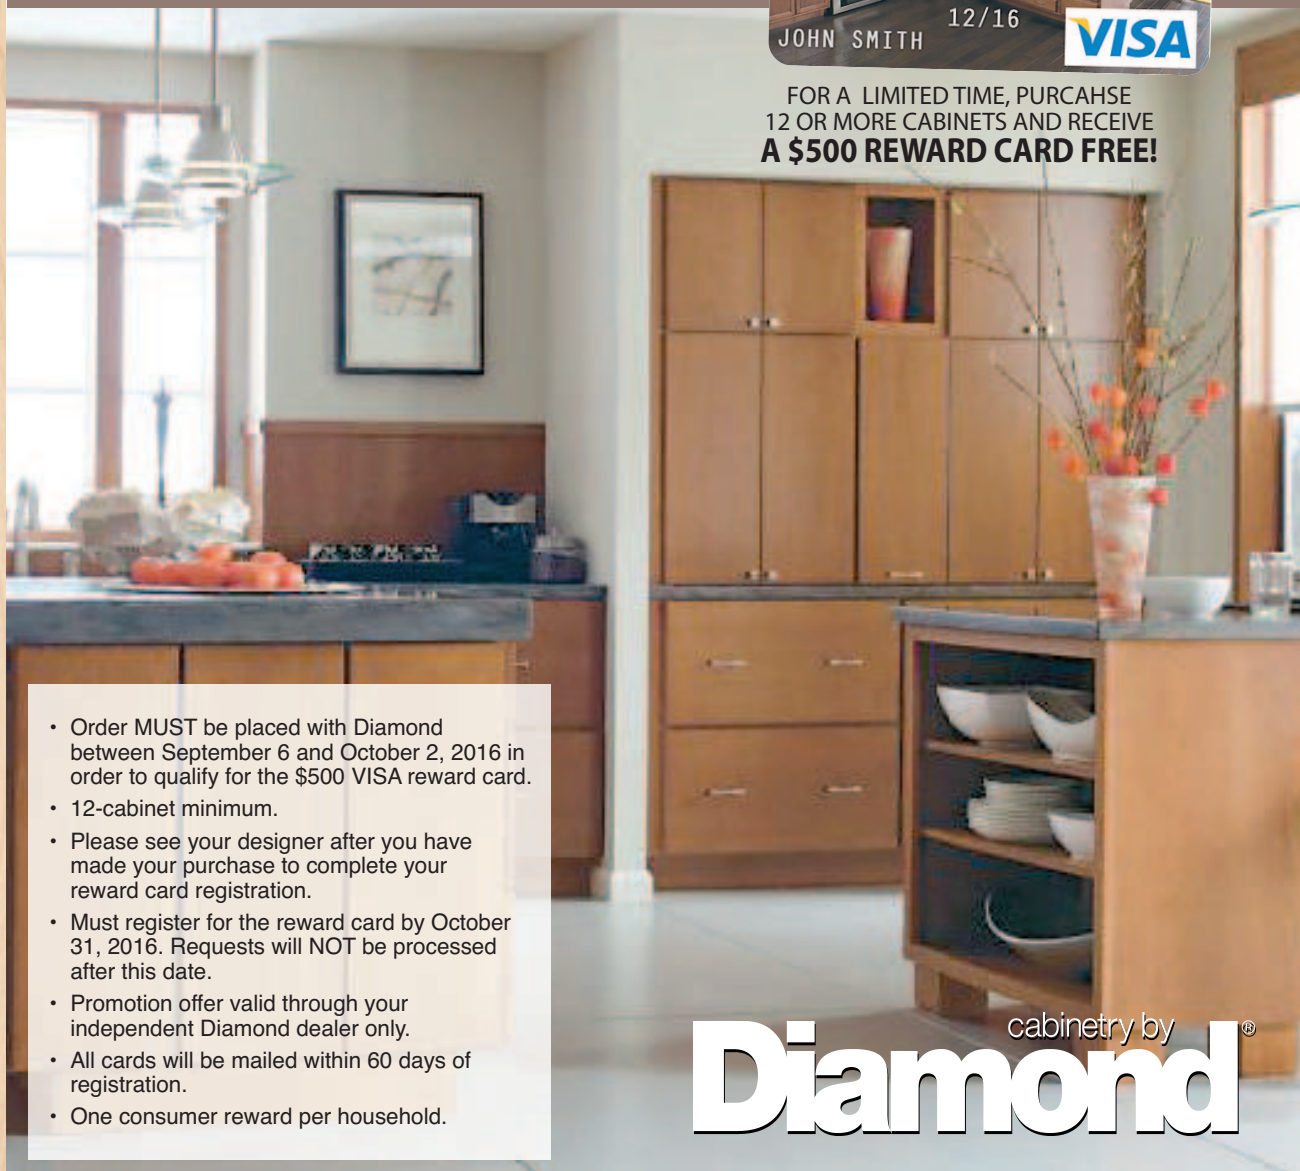 12/16
JOHN SMITH
VISA
FOR A LIMITED TIME, PURCAHSE
12 OR MORE CABINETS AND RECEIVE
A $500 REWARD CARD FREE!
• Order MUST be placed with Diamond
between September 6 and October 2, 2016 in
order to qualify for the $500 VISA reward card.
• 12-cabinet minimum.
• Please see your designer after you have
made your purchase to complete your
reward card registration.
• Must register for the reward card by October
31, 2016. Requests will NOT be processed
after this date.
• Promotion offer valid through your
independent Diamond dealer only.
• All cards will be mailed within 60 days of
registration.
• One consumer reward per household.
cabinetry by
Diamond®